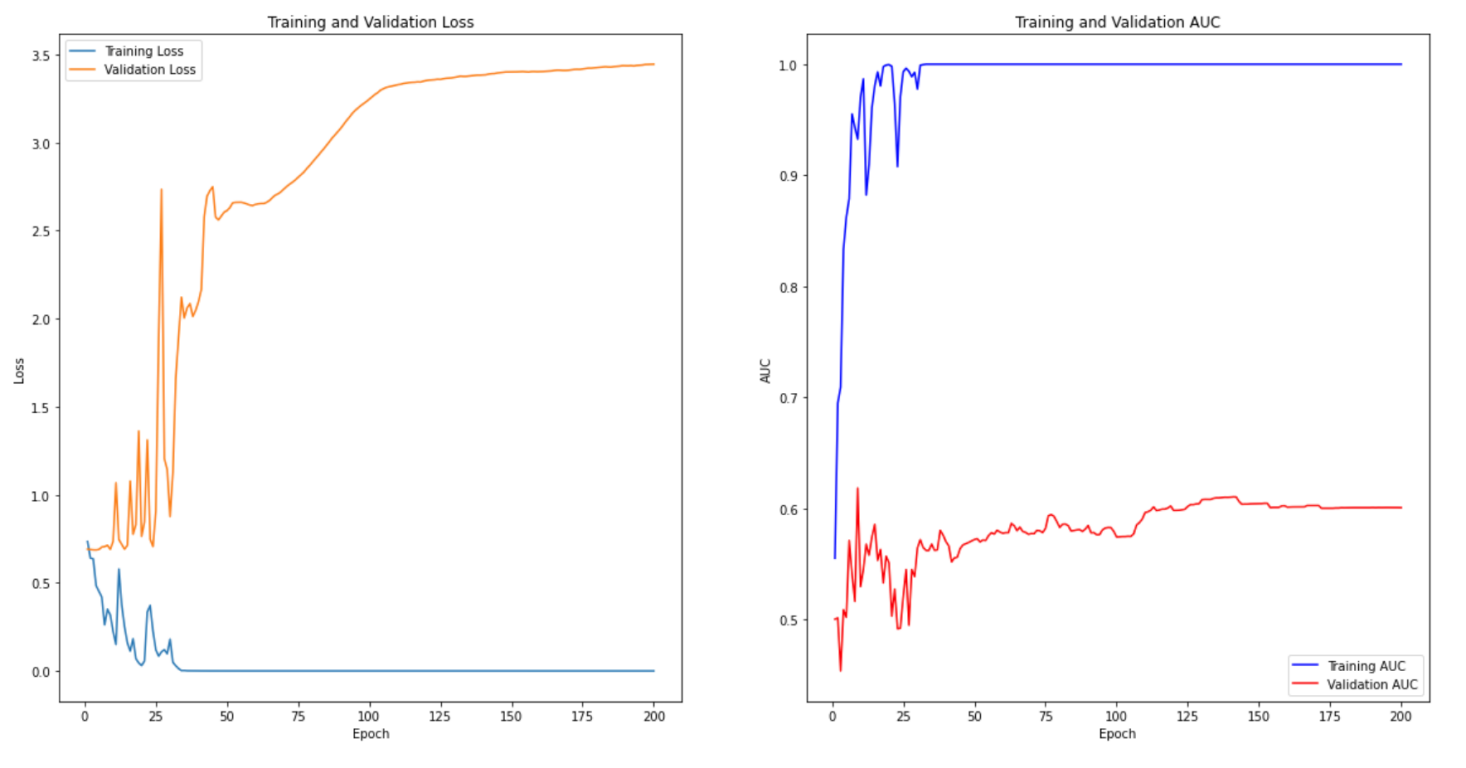 Training and Validation Loss
Training Loss
Validation Loss
3.5
3.0
2.5
2.0
1.5
1.0
0.5
0.0
Loss
0 25 50 75 100 125 150 175 200
Epoch
Training and Validation AUC
1.0
0.9
0.8
0.7
0.6
0.5
AUC
Training AUC
Validation AUC
0 25 50 75 100 125 150 175 200
Epoch